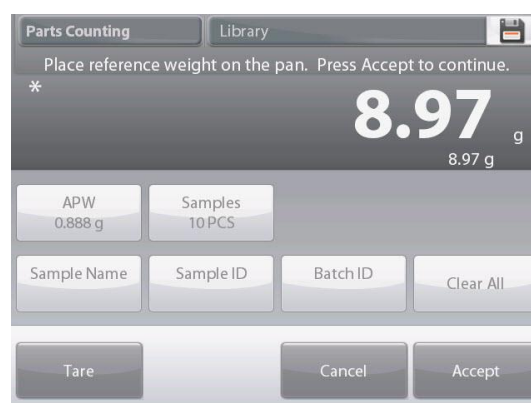 Parts Counting Library
Place reference weight on the pan. Press Accept to continue.
*
8.97 g
8.97 g
APW Samples
0.888 g 10 PCS
Sample Name Sample ID Batch ID Clear All
Tare Cancel Accept